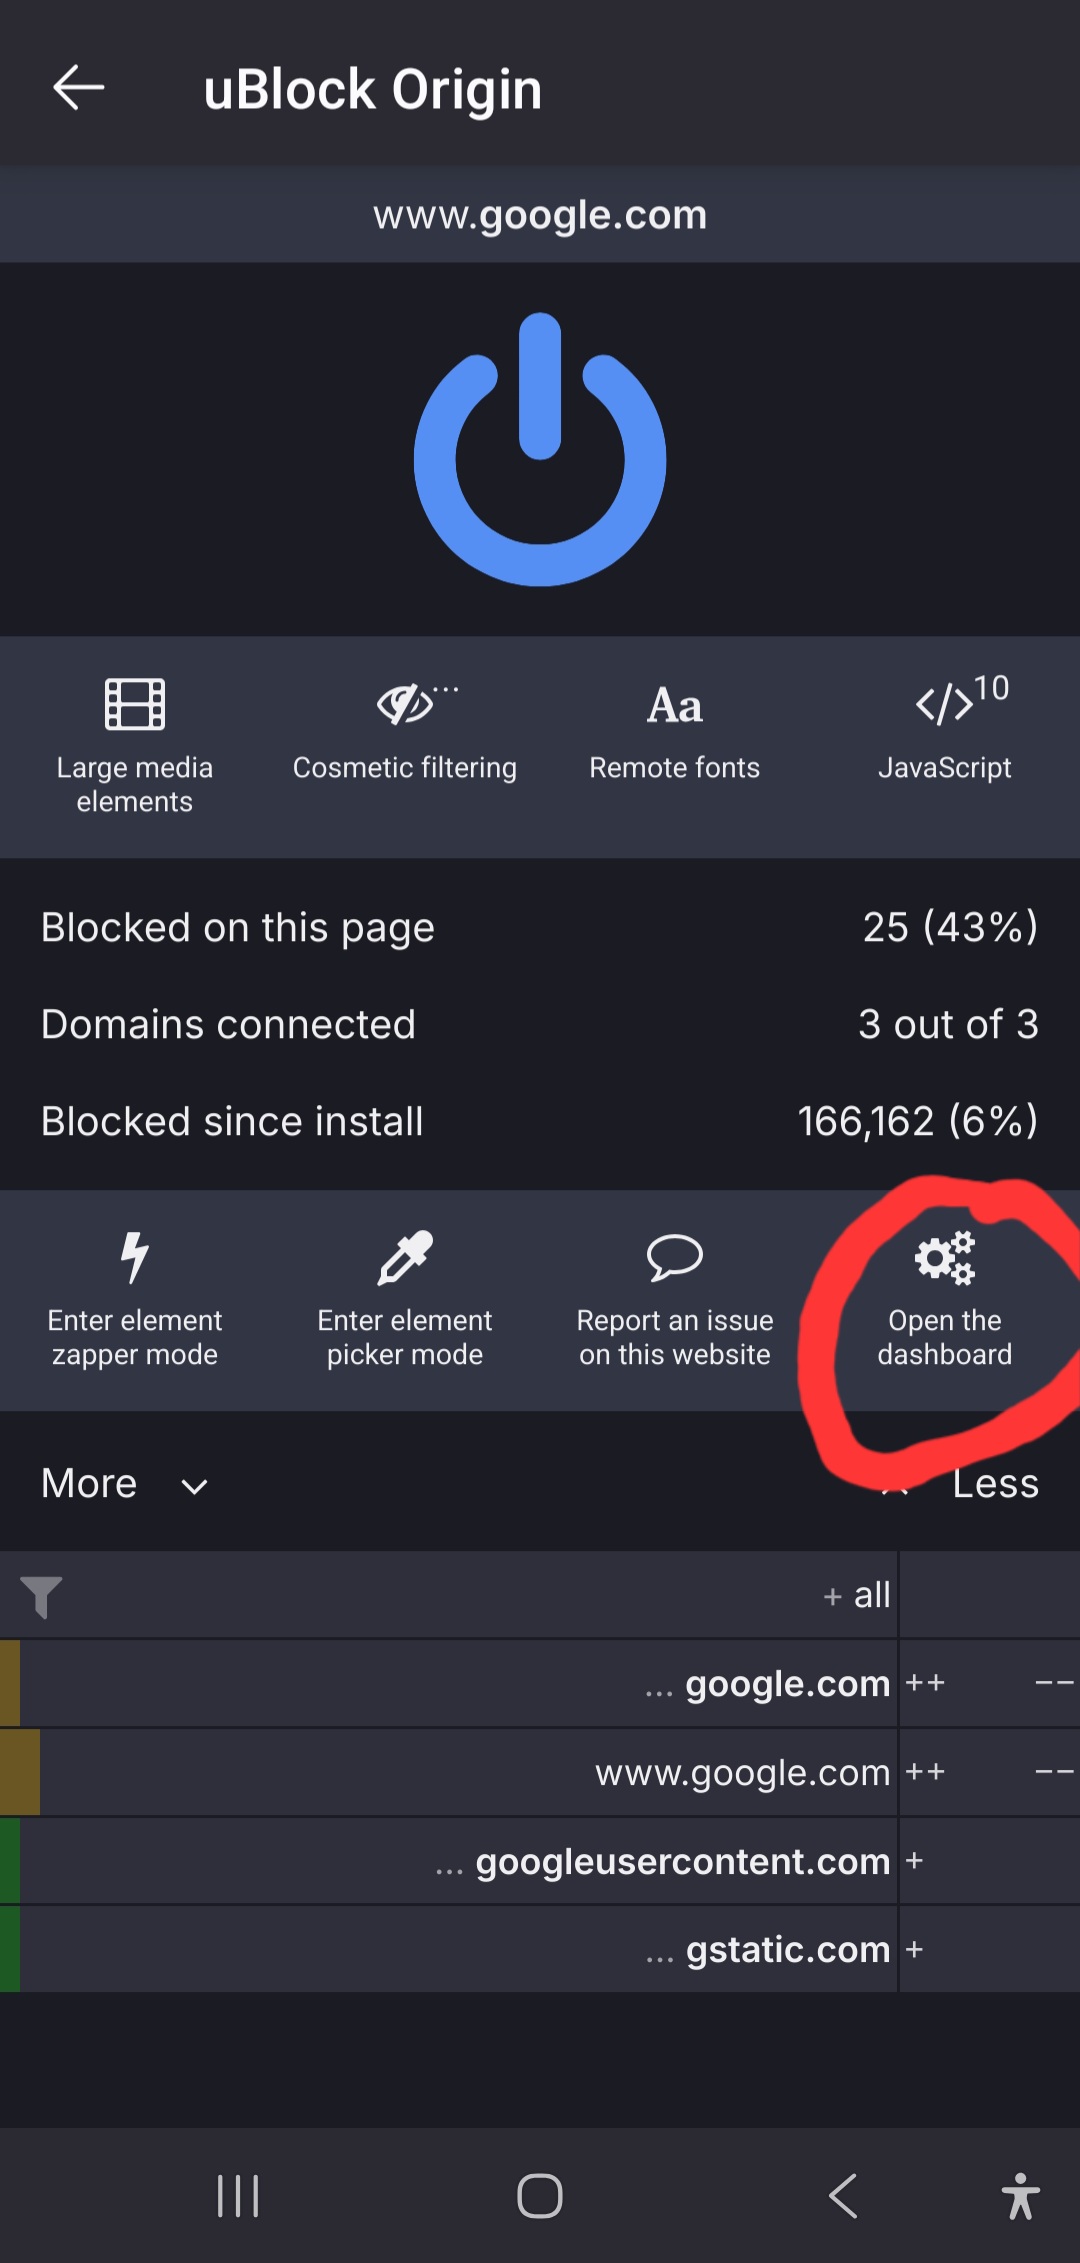 uBlock Origin
www.google.com
Large media
elements
...
Cosmetic filtering
Aa
Remote fonts
</>10
JavaScript
Blocked on this page 25 (43%)
Domains connected 3 out of 3
Blocked since install 166,162 (6%)
Enter element
zapper mode
Enter element
picker mode
Report an issue
on this website
Open the
dashboard
More Less
+ all
... google.com ++ --
www.google.com ++ --
... googleusercontent.com +
... gstatic.com +